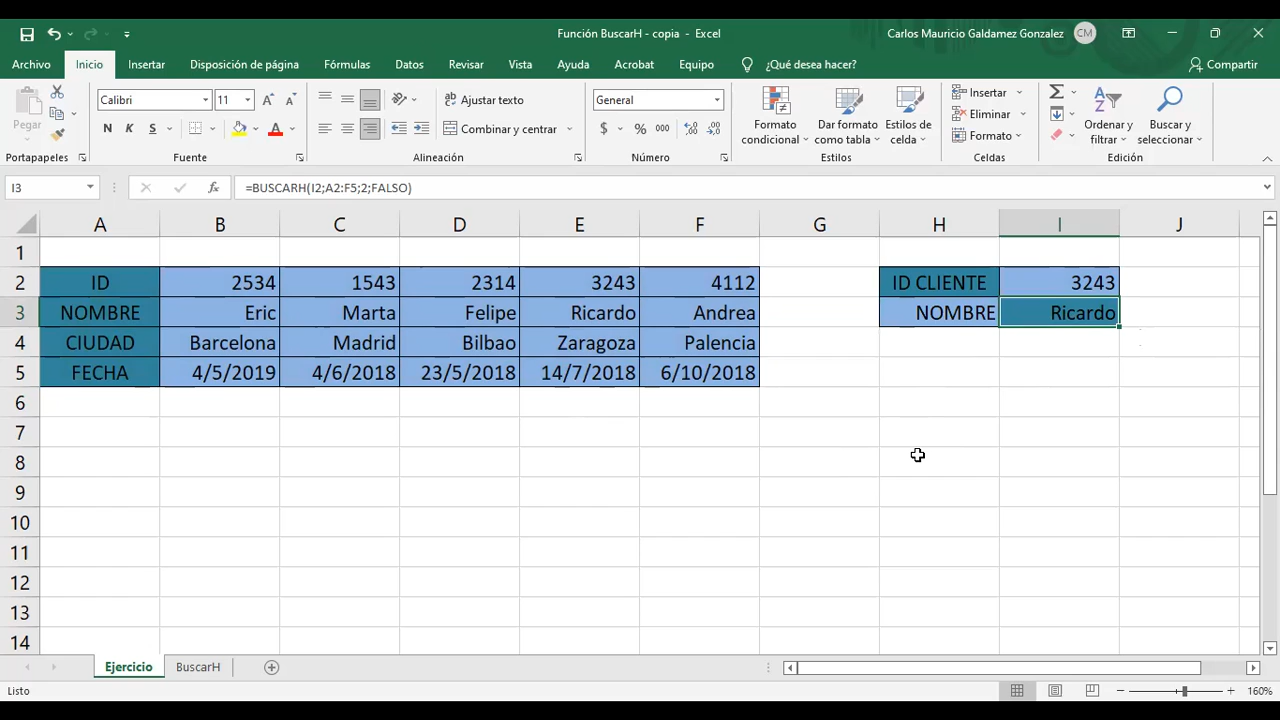 Función BuscarH - copia - Excel
Carlos Mauricio Galdamez Gonzalez CM
Archivo Inicio Insertar Disposición de página Fórmulas Datos Revisar Vista Ayuda Acrobat Equipo ¿Qué desea hacer? Compartir
Pegar
Calibri 11
N K S A
Ajustar texto
Combinar y centrar
General
$ % 000
Formato condicional
Dar formato como tabla
Estilos de celda
Insertar
Eliminar
Formato
Ordenar y filtrar
Buscar y seleccionar
Portapapeles Fuente Alineación Número Estilos Celdas Edición
I3 fx =BUSCARH(I2;A2:F5;2;FALSO)
A B C D E F G H I J
1
2 ID 2534 1543 2314 3243 4112 ID CLIENTE 3243
3 NOMBRE Eric Marta Felipe Ricardo Andrea NOMBRE Ricardo
4 CIUDAD Barcelona Madrid Bilbao Zaragoza Palencia
5 FECHA 4/5/2019 4/6/2018 23/5/2018 14/7/2018 6/10/2018
6
7
8
9
10
11
12
13
14
Ejercicio BuscarH
Listo 160%